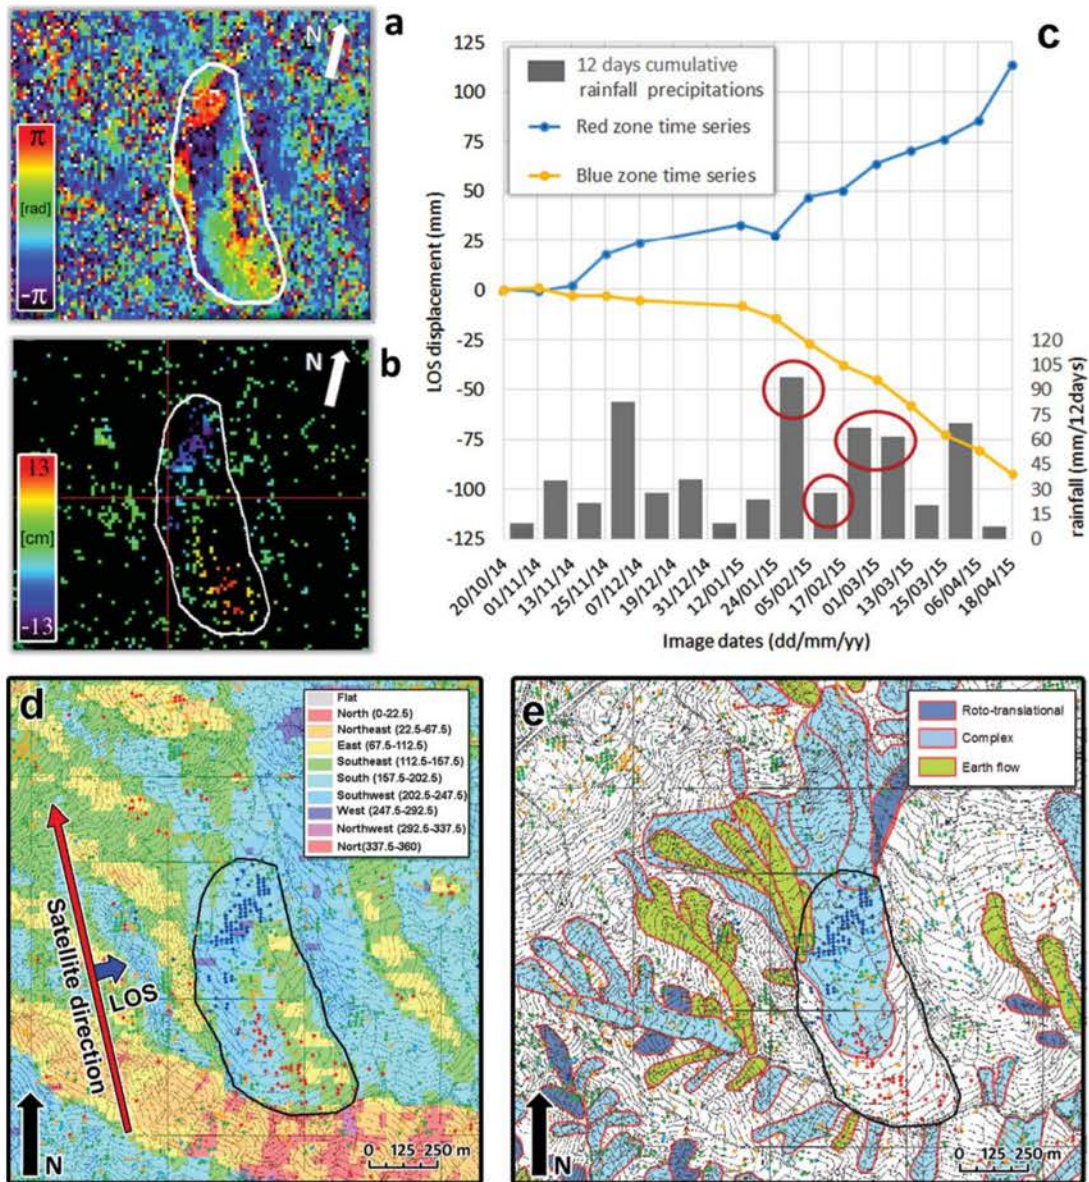 a
N
π
[rad]
-π
b
N
13
[cm]
-13
c
125
100
75
50
25
0
-25
-50
-75
-100
-125
LOS displacement (mm)
12 days cumulative
rainfall precipitations
Red zone time series
Blue zone time series
120
105
90
75
60
45
30
15
0
rainfall (mm/12days)
20/10/14
01/11/14
13/11/14
25/11/14
07/12/14
19/12/14
31/12/14
12/01/15
24/01/15
05/02/15
17/02/15
01/03/15
13/03/15
25/03/15
06/04/15
18/04/15
Image dates (dd/mm/yy)
d
Flat
North (0-22.5)
Northeast (22.5-67.5)
East (67.5-112.5)
Southeast (112.5-157.5)
South (157.5-202.5)
Southwest (202.5-247.5)
West (247.5-292.5)
Northwest (292.5-337.5)
Nort(337.5-360)
Satellite direction
LOS
N
0 125 250 m
e
Roto-translational
Complex
Earth flow
N
0 125 250 m